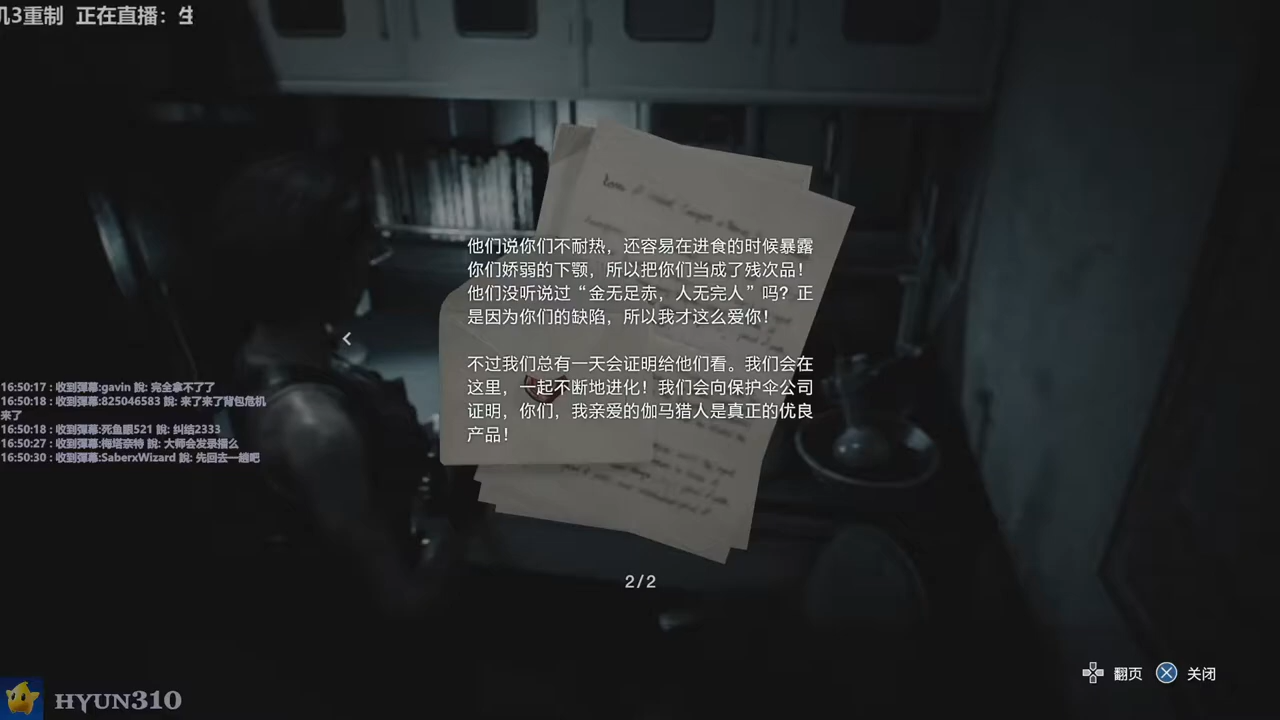 机3重制 正在直播：生
他们说你们不耐热，还容易在进食的时候暴露
你们娇弱的下颚，所以把你们当成了残次品！
他们没听说过“金无足赤，人无完人”吗？正
是因为你们的缺陷，所以我才这么爱你！
不过我们总有一天会证明给他们看。我们会在
这里，一起不断地进化！我们会向保护伞公司
证明，你们，我亲爱的伽马猎人是真正的优良
产品！
16:50:17 : 收到彈幕:gavin 說: 完全拿不了了
16:50:18 : 收到彈幕:825046583 說: 来了来了背包危机
来了
16:50:18 : 收到彈幕:死鱼眼521 說: 纠结2333
16:50:27 : 收到彈幕:梅塔奈特 說: 大师会发录播么
16:50:30 : 收到彈幕:SaberxWizard 說: 先回去一趟吧
2/2
翻页 关闭
HYUN310